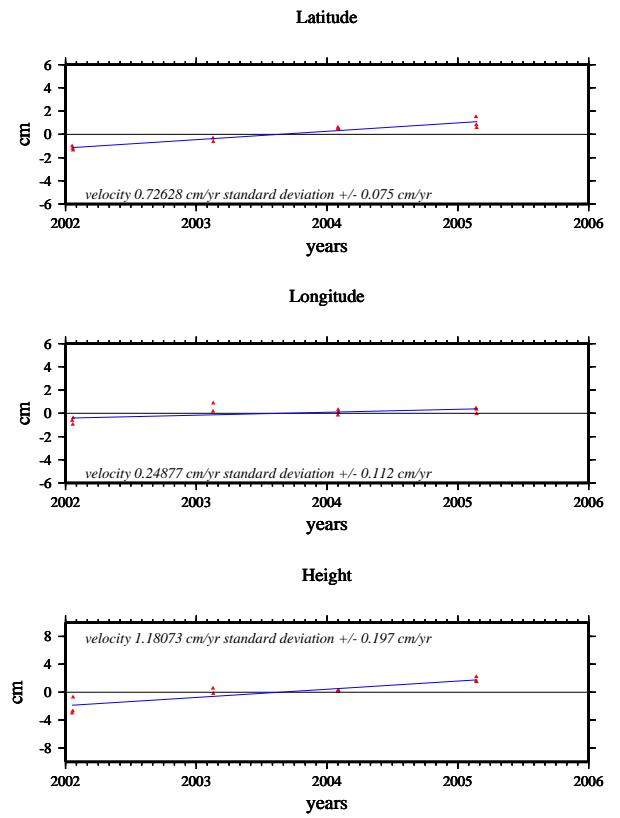 Latitude
6
4
2
0
-2
-4
-6
cm
velocity 0.72628 cm/yr standard deviation +/- 0.075 cm/yr
2002 2003 2004 2005 2006
years
Longitude
6
4
2
0
-2
-4
-6
cm
velocity 0.24877 cm/yr standard deviation +/- 0.112 cm/yr
2002 2003 2004 2005 2006
years
Height
velocity 1.18073 cm/yr standard deviation +/- 0.197 cm/yr
8
4
0
-4
-8
cm
2002 2003 2004 2005 2006
years